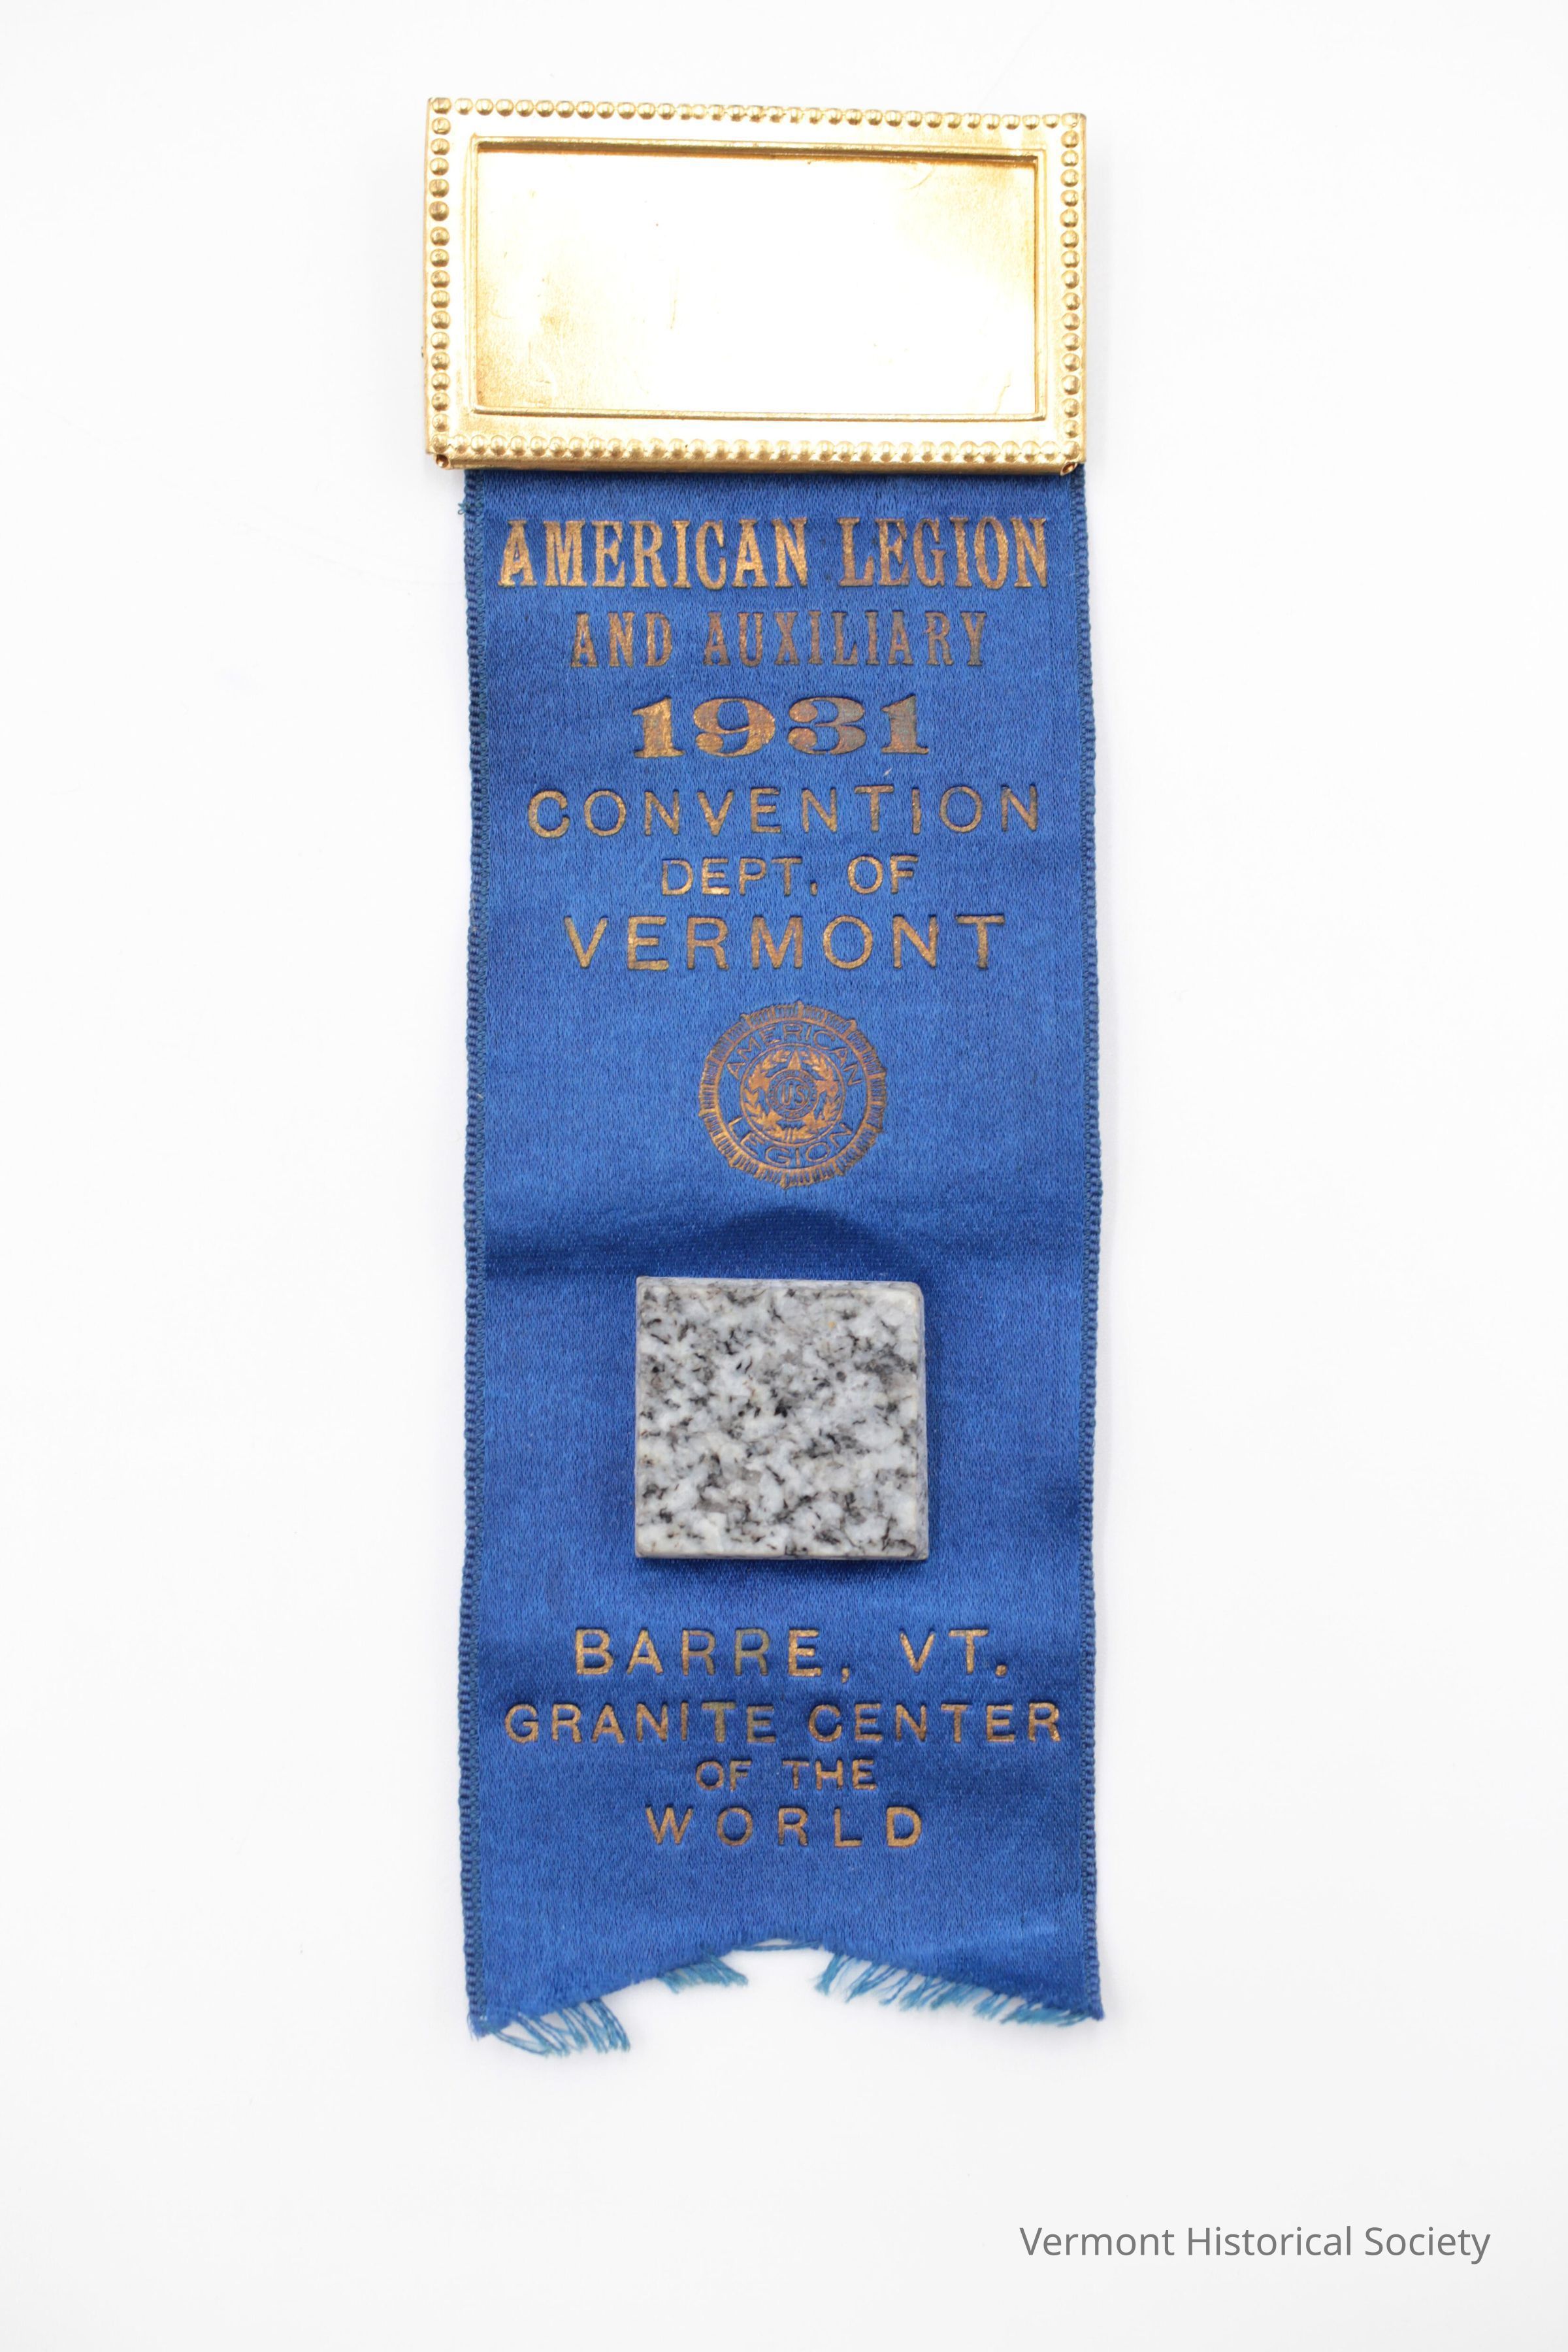 AMERICAN LEGION
AND AUXILIARY
1931
CONVENTION
DEPT. OF
VERMONT
AMERICAN
U.S.
LEGION
BARRE, VT.
GRANITE CENTER
OF THE
WORLD
Vermont Historical Society